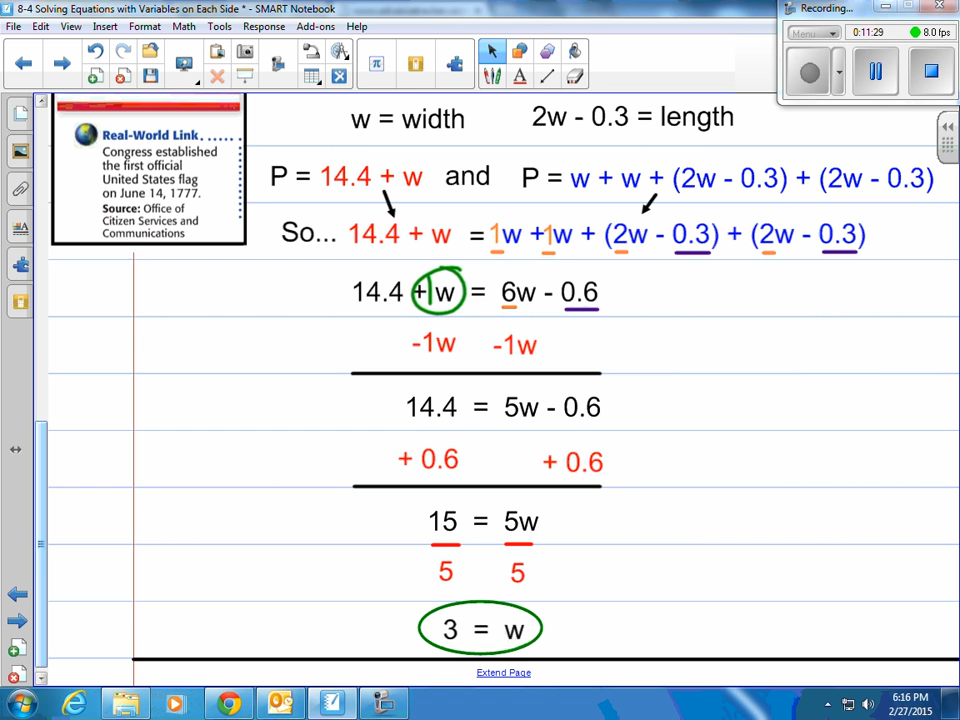 8-4 Solving Equations with Variables on Each Side * - SMART Notebook
Recording...
File Edit View Insert Format Math Tools Response Add-ons Help
Menu 0:11:29 8.0 fps
Real-World Link
Congress established
the first official
United States flag
on June 14, 1777.
Source: Office of
Citizen Services and
Communications
w = width 2w - 0.3 = length
P = 14.4 + w and P = w + w + (2w - 0.3) + (2w - 0.3)
So... 14.4 + w = 1w + 1w + (2w - 0.3) + (2w - 0.3)
14.4 + 1w = 6w - 0.6
-1w -1w
14.4 = 5w - 0.6
+ 0.6 + 0.6
15 = 5w
5 5
3 = w
Extend Page
6:16 PM
2/27/2015